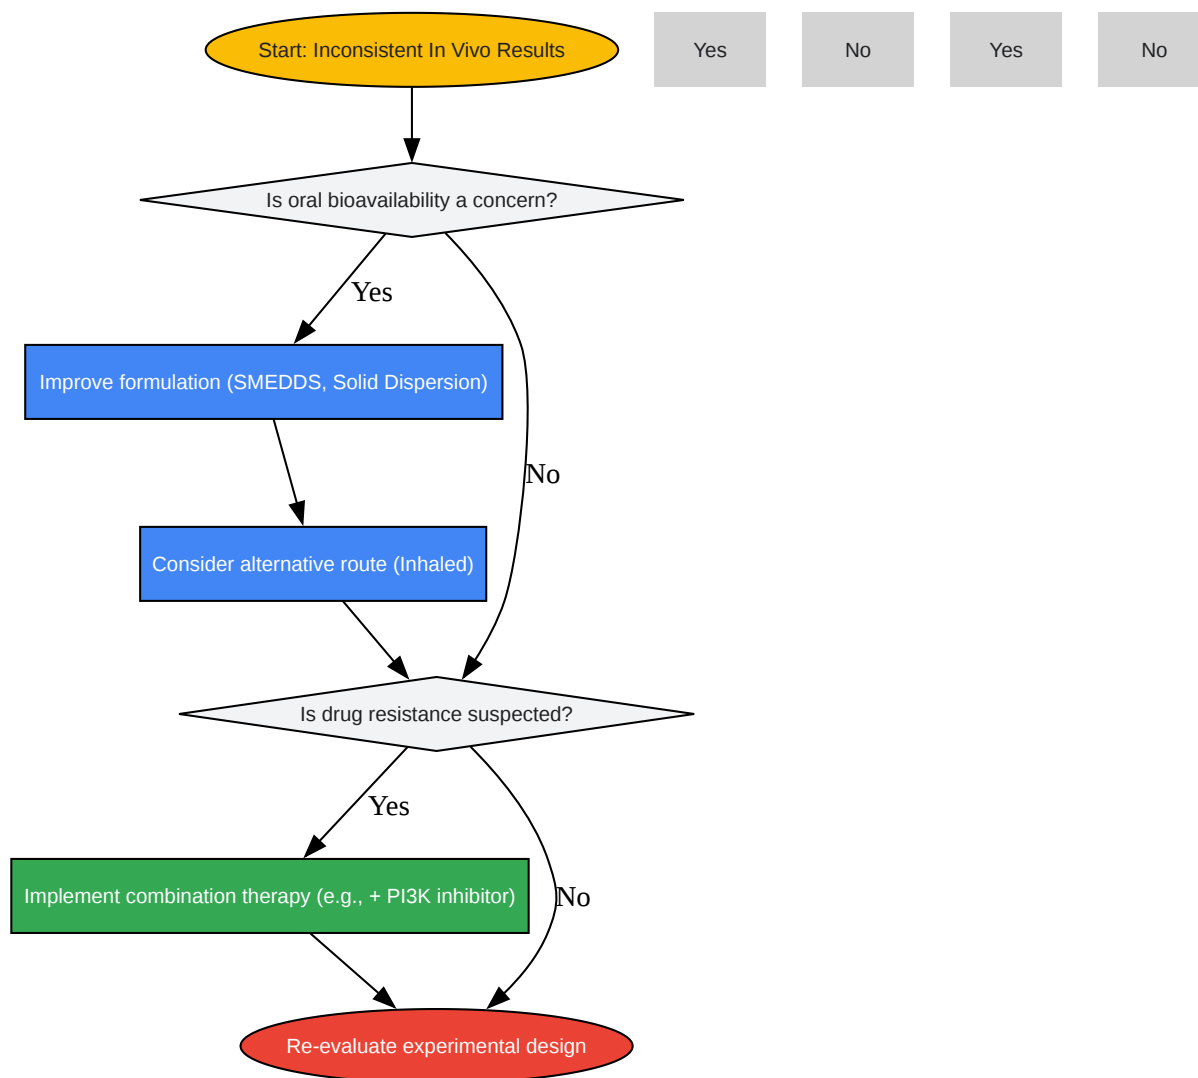 Start: Inconsistent In Vivo Results
Yes
No
Yes
No
Is oral bioavailability a concern?
Yes
Improve formulation (SMEDDS, Solid Dispersion)
No
Consider alternative route (Inhaled)
Is drug resistance suspected?
Yes
Implement combination therapy (e.g., + PI3K inhibitor)
No
Re-evaluate experimental design